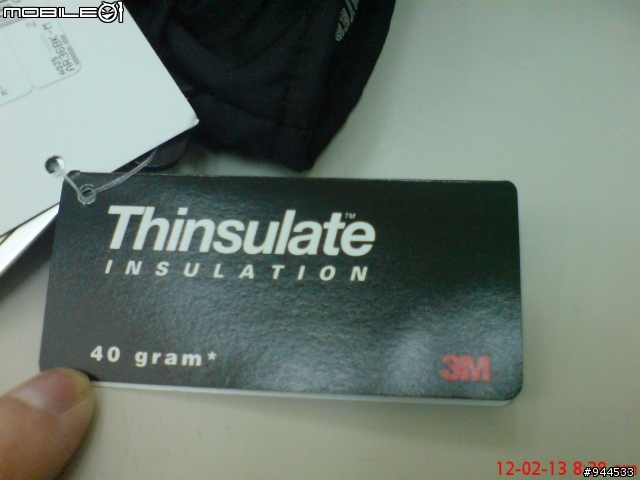 MOBILE01
Thinsulate™
INSULATION
40 gram*
3M
12-02-13
#944533